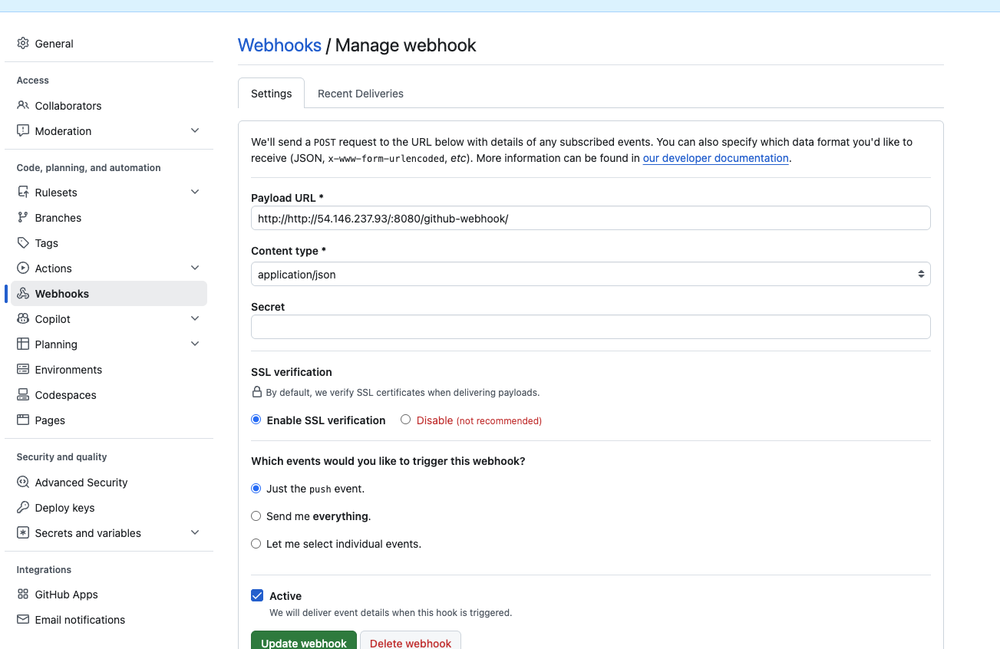 General
Access
Collaborators
Moderation
Code, planning, and automation
Rulesets
Branches
Tags
Actions
Webhooks
Copilot
Planning
Environments
Codespaces
Pages
Security and quality
Advanced Security
Deploy keys
Secrets and variables
Integrations
GitHub Apps
Email notifications
Webhooks / Manage webhook
Settings
Recent Deliveries
We'll send a POST request to the URL below with details of any subscribed events. You can also specify which data format you'd like to
receive (JSON, x-www-form-urlencoded, etc). More information can be found in our developer documentation.
Payload URL *
http://http://54.146.237.93/:8080/github-webhook/
Content type *
application/json
Secret
SSL verification
By default, we verify SSL certificates when delivering payloads.
Enable SSL verification
Disable (not recommended)
Which events would you like to trigger this webhook?
Just the push event.
Send me everything.
Let me select individual events.
Active
We will deliver event details when this hook is triggered.
Update webhook
Delete webhook